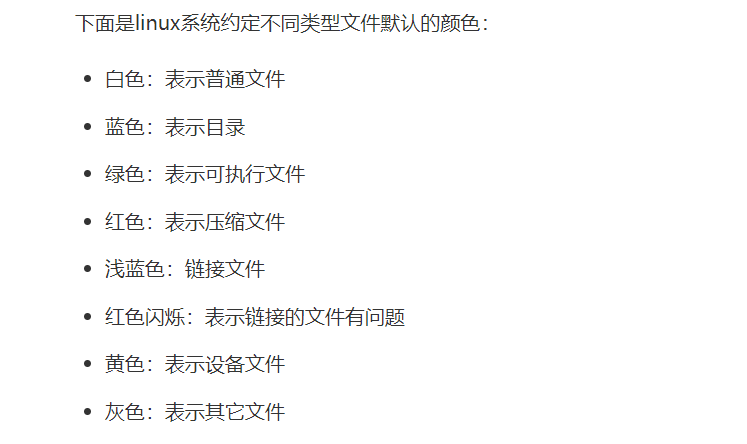 下面是linux系统约定不同类型文件默认的颜色：
白色：表示普通文件
蓝色：表示目录
绿色：表示可执行文件
红色：表示压缩文件
浅蓝色：链接文件
红色闪烁：表示链接的文件有问题
黄色：表示设备文件
灰色：表示其它文件